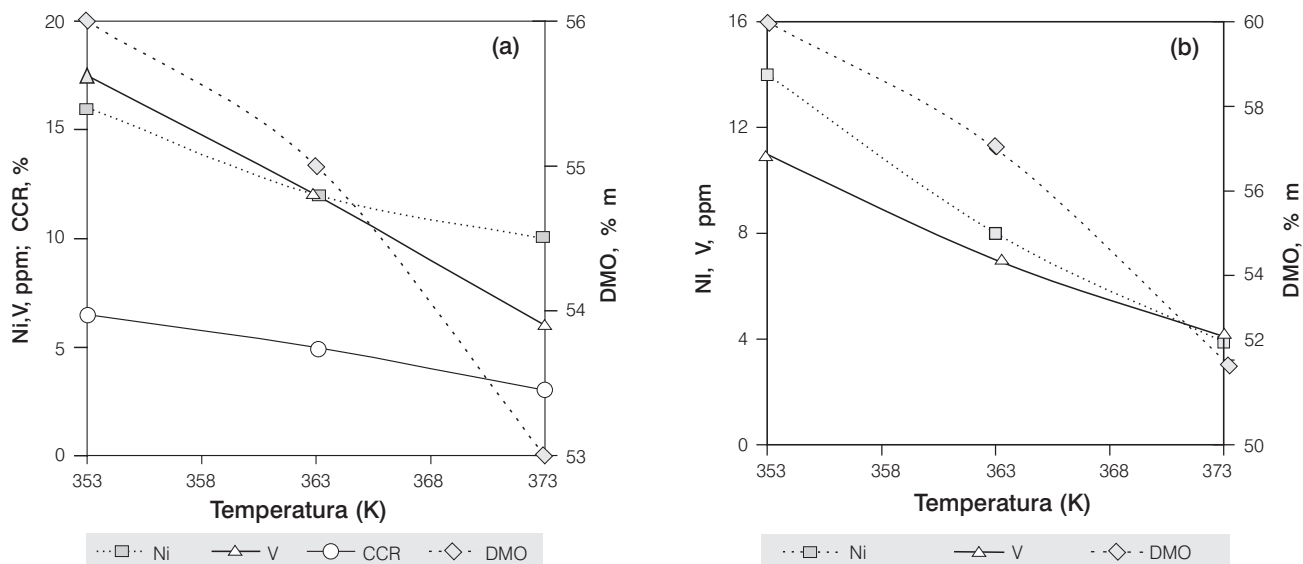 (a)
Ni,V, ppm; CCR, %
20
15
10
5
0
56
55
54
53
DMO, % m
353 358 363 368 373
Temperatura (K)
Ni V CCR DMO
(b)
NI, V, ppm
16
12
8
4
0
60
58
56
54
52
50
DMO, % m
353 358 363 368 373
Temperatura (K)
Ni V DMO